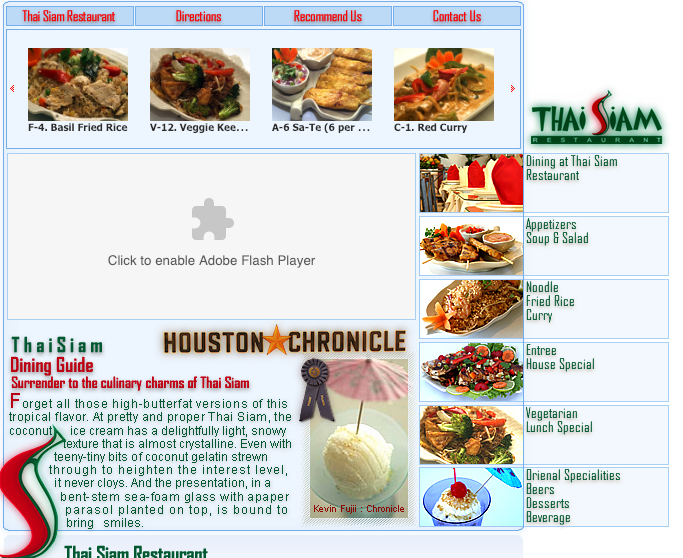 Thai Siam Restaurant
Directions
Recommend Us
Contact Us
F-4. Basil Fried Rice
V-12. Veggie Kee...
A-6 Sa-Te (6 per ...
C-1. Red Curry
THAI SIAM
RESTAURANT
Click to enable Adobe Flash Player
Dining at Thai Siam
Restaurant
Appetizers
Soup & Salad
Noodle
Fried Rice
Curry
Entree
House Special
Vegetarian
Lunch Special
Orienal Specialities
Beers
Desserts
Beverage
ThaiSiam
HOUSTON CHRONICLE
Dining Guide
Surrender to the culinary charms of Thai Siam
Forget all those high-butterfat versions of this
tropical flavor. At pretty and proper Thai Siam, the
coconut ice cream has a delightfully light, snowy
texture that is almost crystalline. Even with
teeny-tiny bits of coconut gelatin strewn
through to heighten the interest level,
it never cloys. And the presentation, in a
bent-stem sea-foam glass with apaper
parasol planted on top, is bound to
bring smiles.
Kevin Fujii : Chronicle
Thai Siam Restaurant